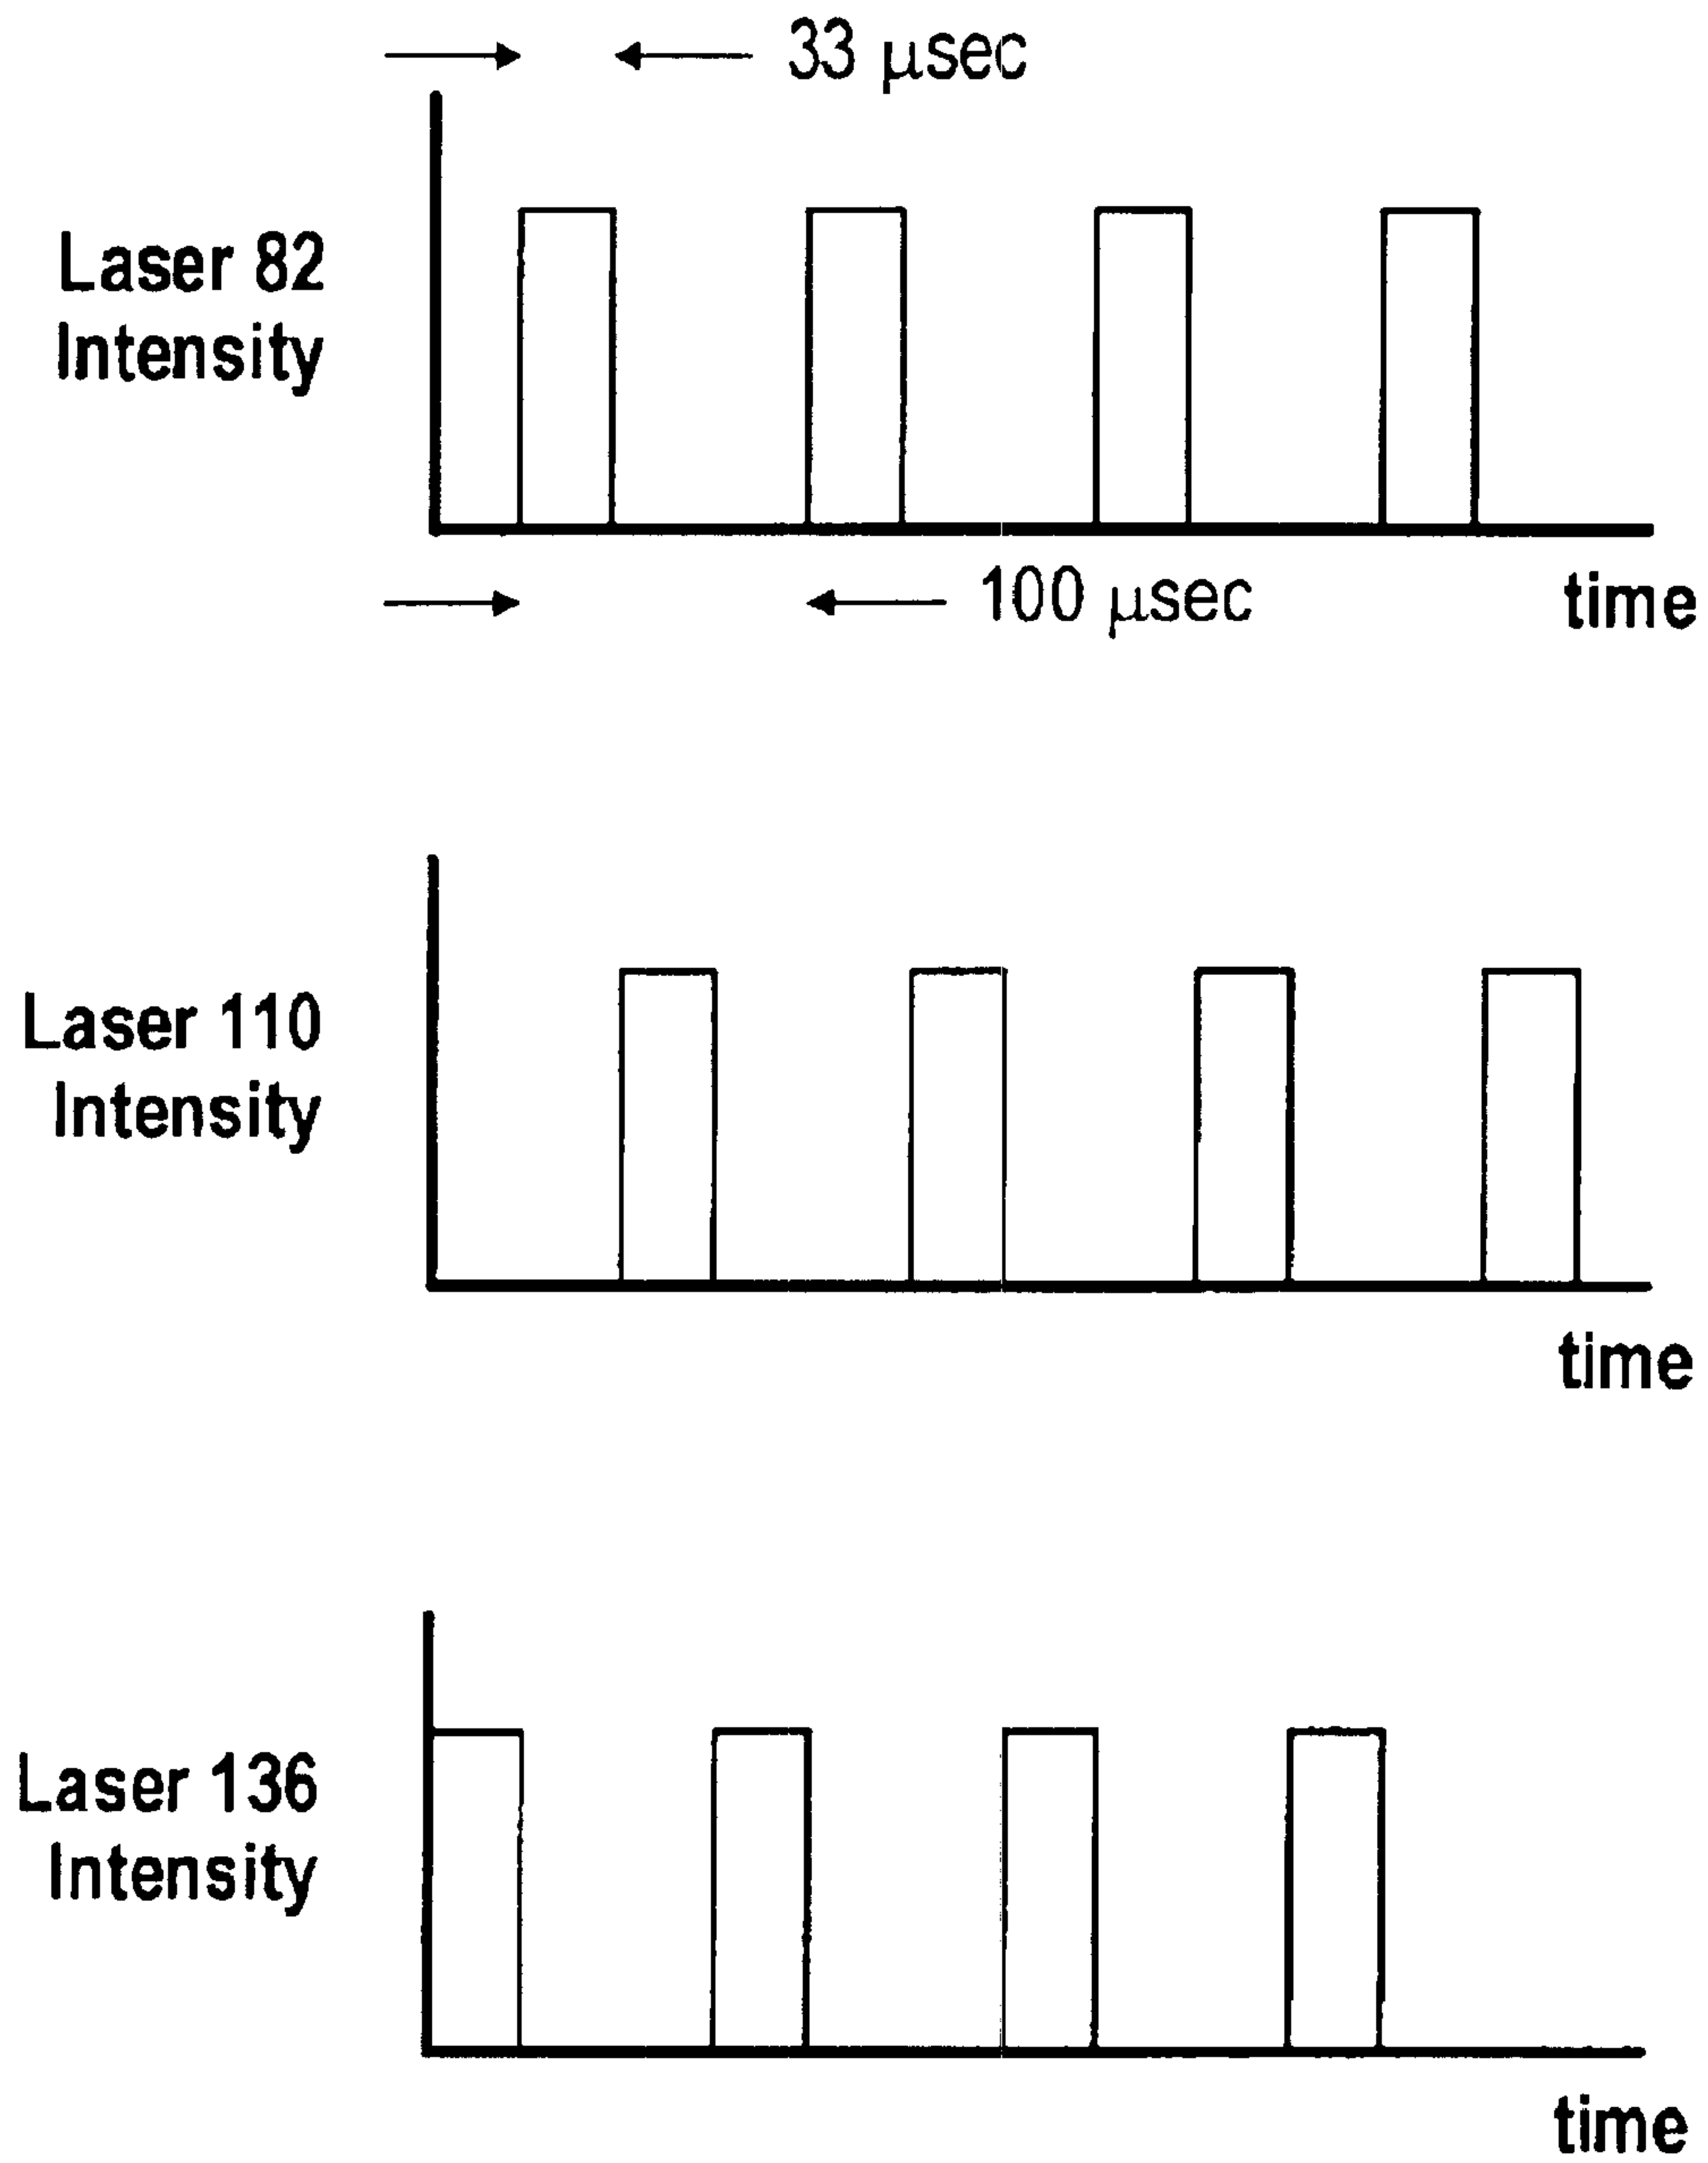 33 μsec
Laser 82
Intensity
100 μsec
time
Laser 110
Intensity
time
Laser 136
Intensity
time